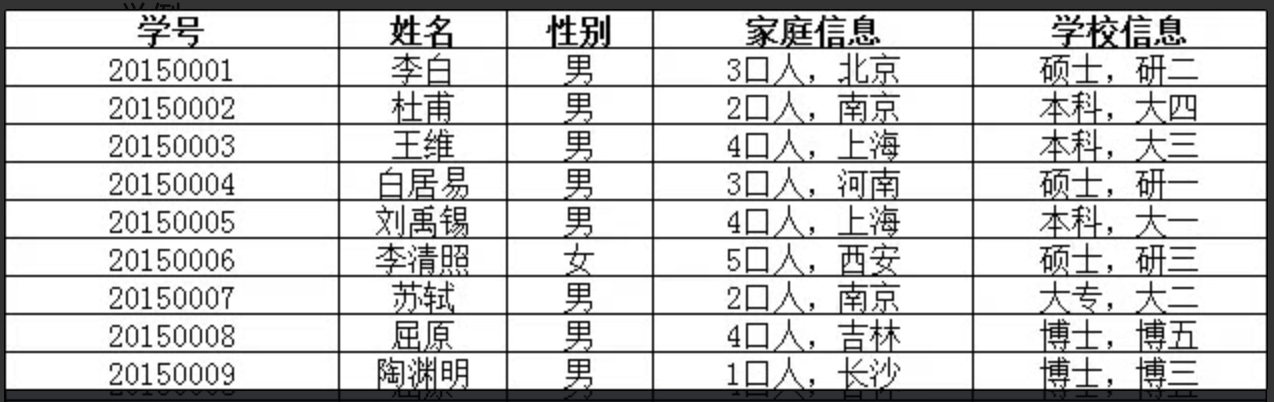 学号 姓名 性别 家庭信息 学校信息
20150001 李白 男 3口人，北京 硕士，研二
20150002 杜甫 男 2口人，南京 本科，大四
20150003 王维 男 4口人，上海 本科，大三
20150004 白居易 男 3口人，河南 硕士，研一
20150005 刘禹锡 男 4口人，上海 本科，大一
20150006 李清照 女 5口人，西安 硕士，研三
20150007 苏轼 男 2口人，南京 大专，大二
20150008 屈原 男 4口人，吉林 博士，博五
20150009 陶渊明 男 1口人，长沙 博士，博三